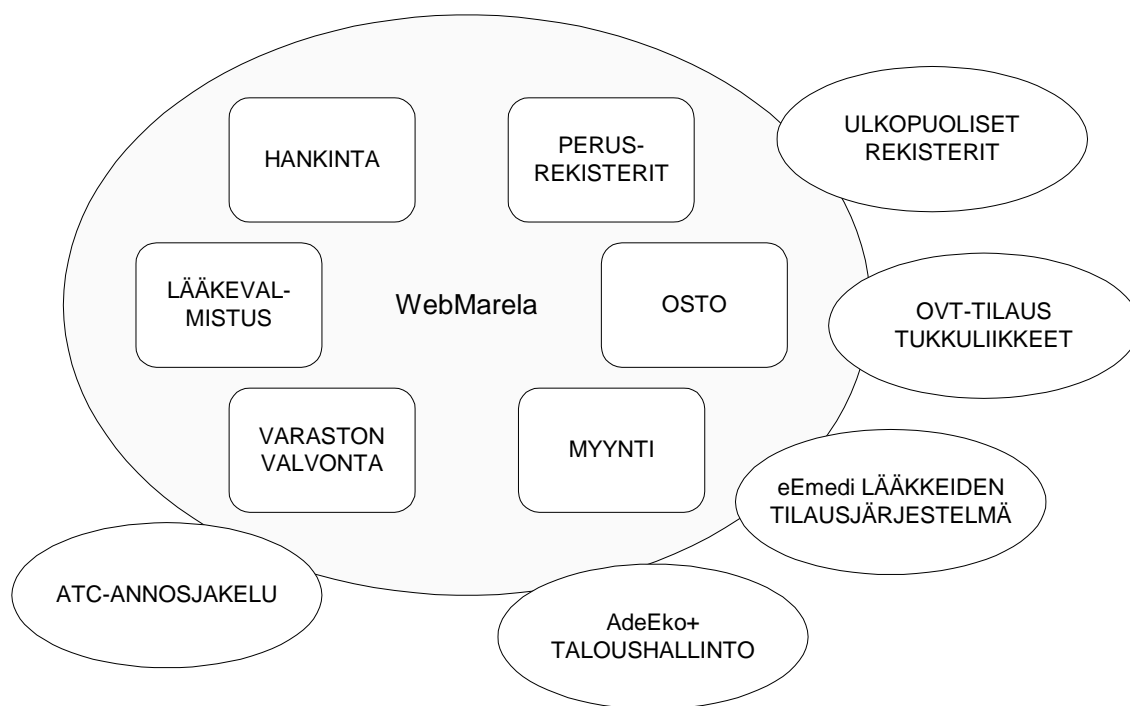 HANKINTA
PERUS-
REKISTERIT
ULKOPUOLISET
REKISTERIT
LÄÄKEVAL-
MISTUS
WebMarela
OSTO
OVT-TILAUS
TUKKULIIKKEET
VARASTON
VALVONTA
MYYNTI
eEmedi LÄÄKKEIDEN
TILAUSJÄRJESTELMÄ
ATC-ANNOSJAKELU
AdeEko+
TALOUSHALLINTO